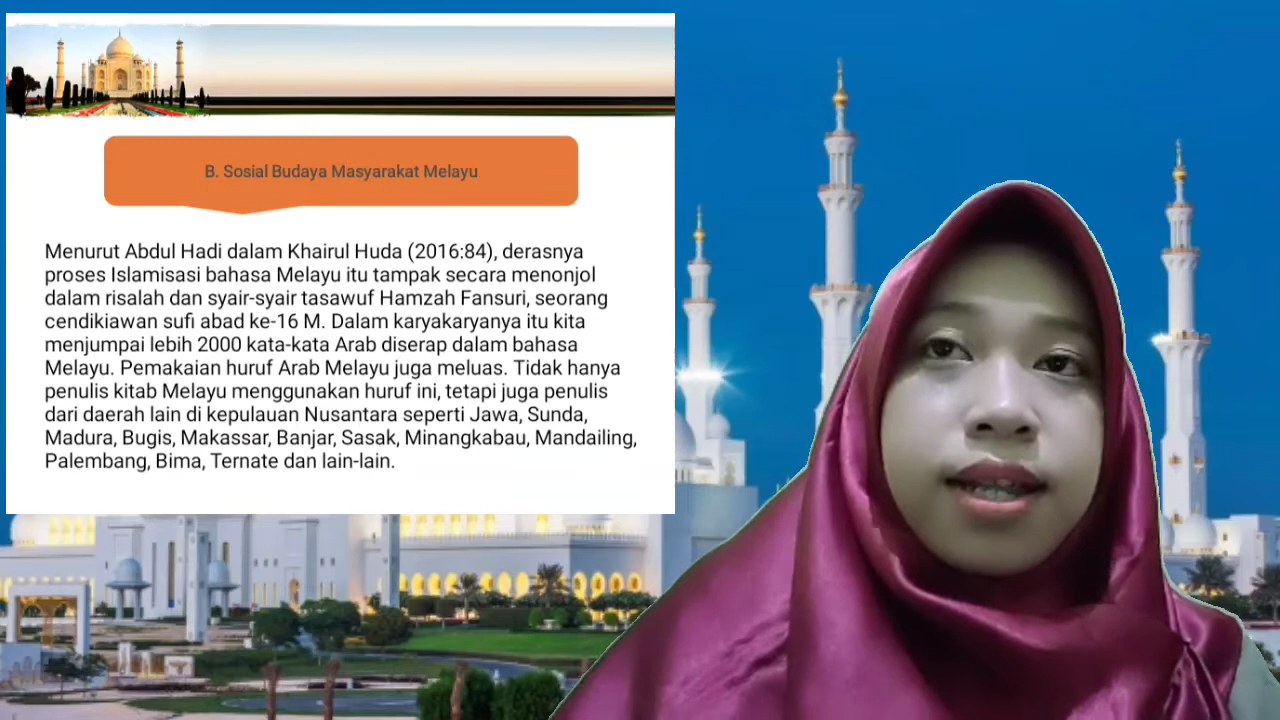 B. Sosial Budaya Masyarakat Melayu
Menurut Abdul Hadi dalam Khairul Huda (2016:84), derasnya
proses Islamisasi bahasa Melayu itu tampak secara menonjol
dalam risalah dan syair-syair tasawuf Hamzah Fansuri, seorang
cendikiawan sufi abad ke-16 M. Dalam karyakaryanya itu kita
menjumpai lebih 2000 kata-kata Arab diserap dalam bahasa
Melayu. Pemakaian huruf Arab Melayu juga meluas. Tidak hanya
penulis kitab Melayu menggunakan huruf ini, tetapi juga penulis
dari daerah lain di kepulauan Nusantara seperti Jawa, Sunda,
Madura, Bugis, Makassar, Banjar, Sasak, Minangkabau, Mandailing,
Palembang, Bima, Ternate dan lain-lain.